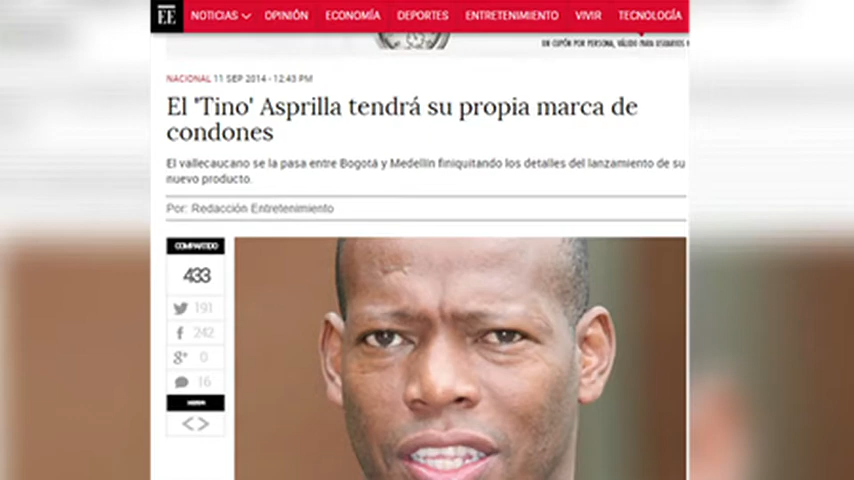 EE NOTICIAS OPINIÓN ECONOMÍA DEPORTES ENTRETENIMIENTO VIVIR TECNOLOGÍA
UN CUPÓN POR PERSONA, VÁLIDO PARA USUARIOS
NACIONAL 11 SEP 2014 - 12:43 PM
El 'Tino' Asprilla tendrá su propia marca de
condones
El vallecaucano se la pasa entre Bogotá y Medellín finiquitando los detalles del lanzamiento de su
nuevo producto.
Por: Redacción Entretenimiento
COMPARTIDO
433
191
242
0
16